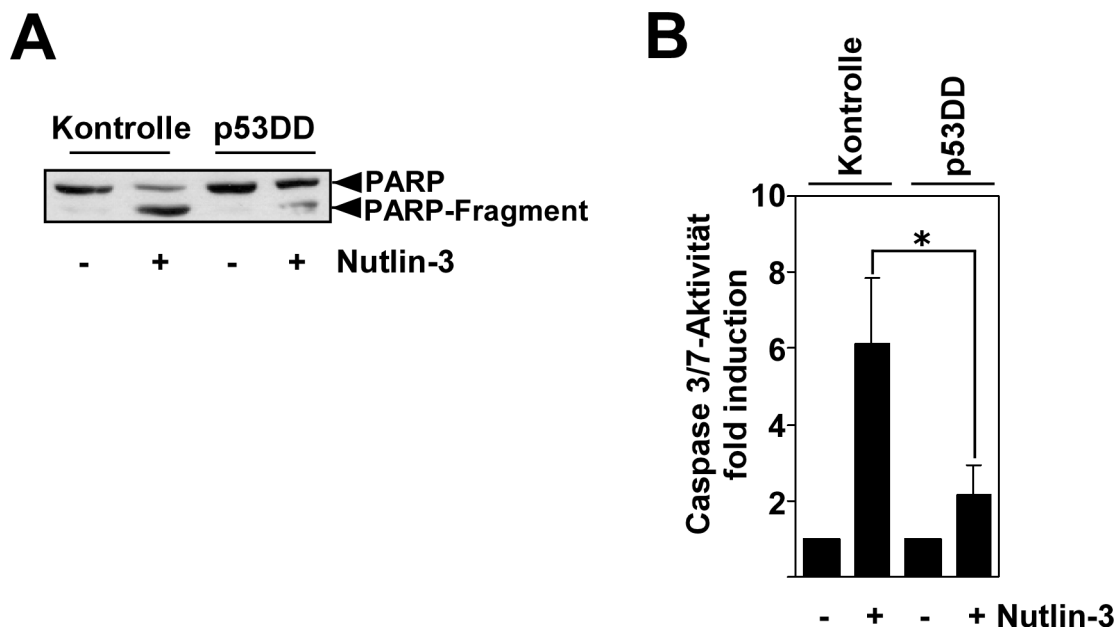 A
Kontrolle p53DD
PARP
PARP-Fragment
- + - + Nutlin-3
B
Kontrolle
p53DD
Caspase 3/7-Aktivität
fold induction
10
8
6
4
2
*
- + - + Nutlin-3